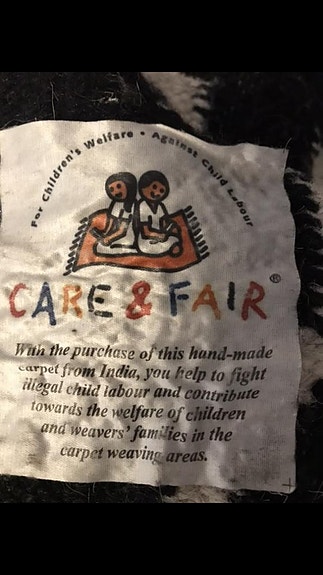 For Children's Welfare • Against Child Labour
CARE & FAIR®
With the purchase of this hand-made
carpet from India, you help to fight
illegal child labour and contribute
towards the welfare of children
and weavers' families in the
carpet weaving areas.